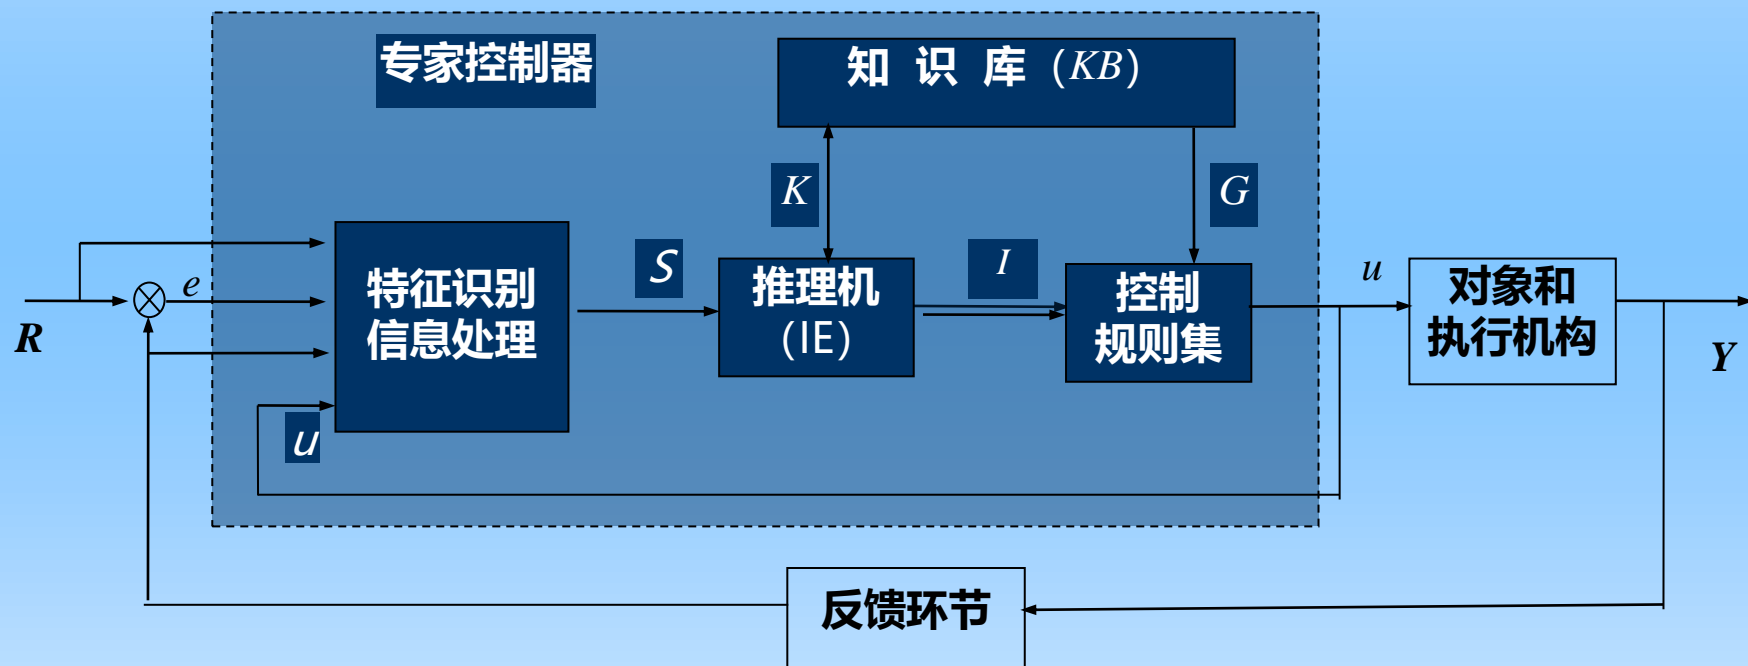 专家控制器
知 识 库（KB）
K
G
特征识别
信息处理
S
推理机
（IE）
I
控制
规则集
u
对象和
执行机构
e
R
Y
u
反馈环节